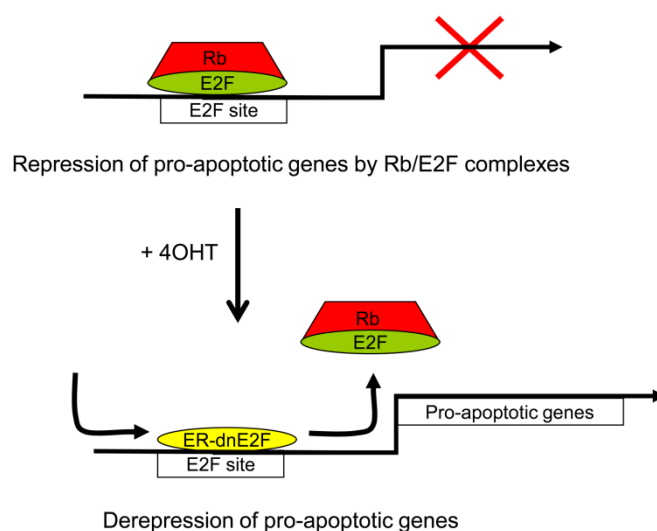 Rb
E2F
E2F site
Repression of pro-apoptotic genes by Rb/E2F complexes
+ 4OHT
Rb
E2F
Pro-apoptotic genes
ER-dnE2F
E2F site
Derepression of pro-apoptotic genes